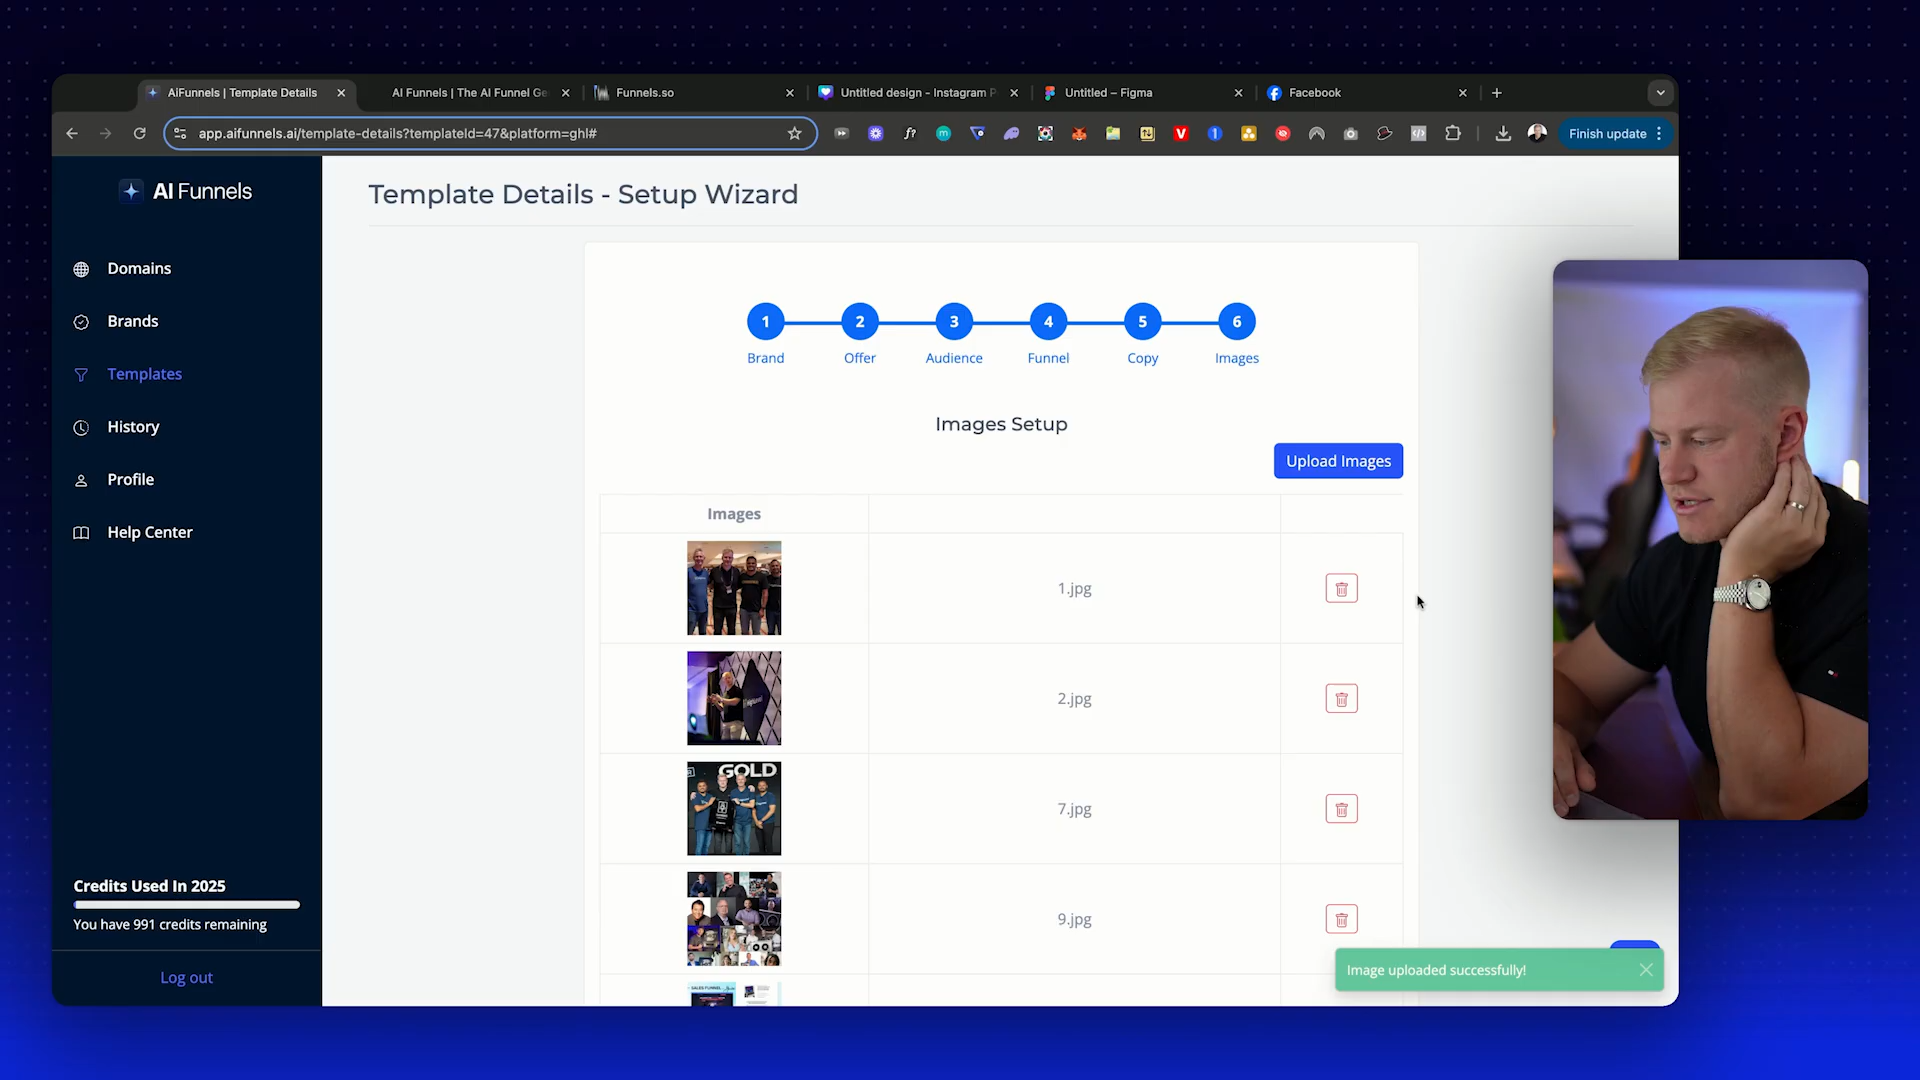 AiFunnels | Template Details
AI Funnels | The AI Funnel Ge
Funnels.so
Untitled design - Instagram P
Untitled – Figma
Facebook
app.aifunnels.ai/template-details?templateId=47&platform=ghl#
Finish update
AI Funnels
Domains
Brands
Templates
History
Profile
Help Center
Credits Used In 2025
You have 991 credits remaining
Log out
Template Details - Setup Wizard
1
2
3
4
5
6
Brand
Offer
Audience
Funnel
Copy
Images
Images Setup
Upload Images
Images
1.jpg
2.jpg
GOLD
7.jpg
9.jpg
SALES FUNNEL
Image uploaded successfully!